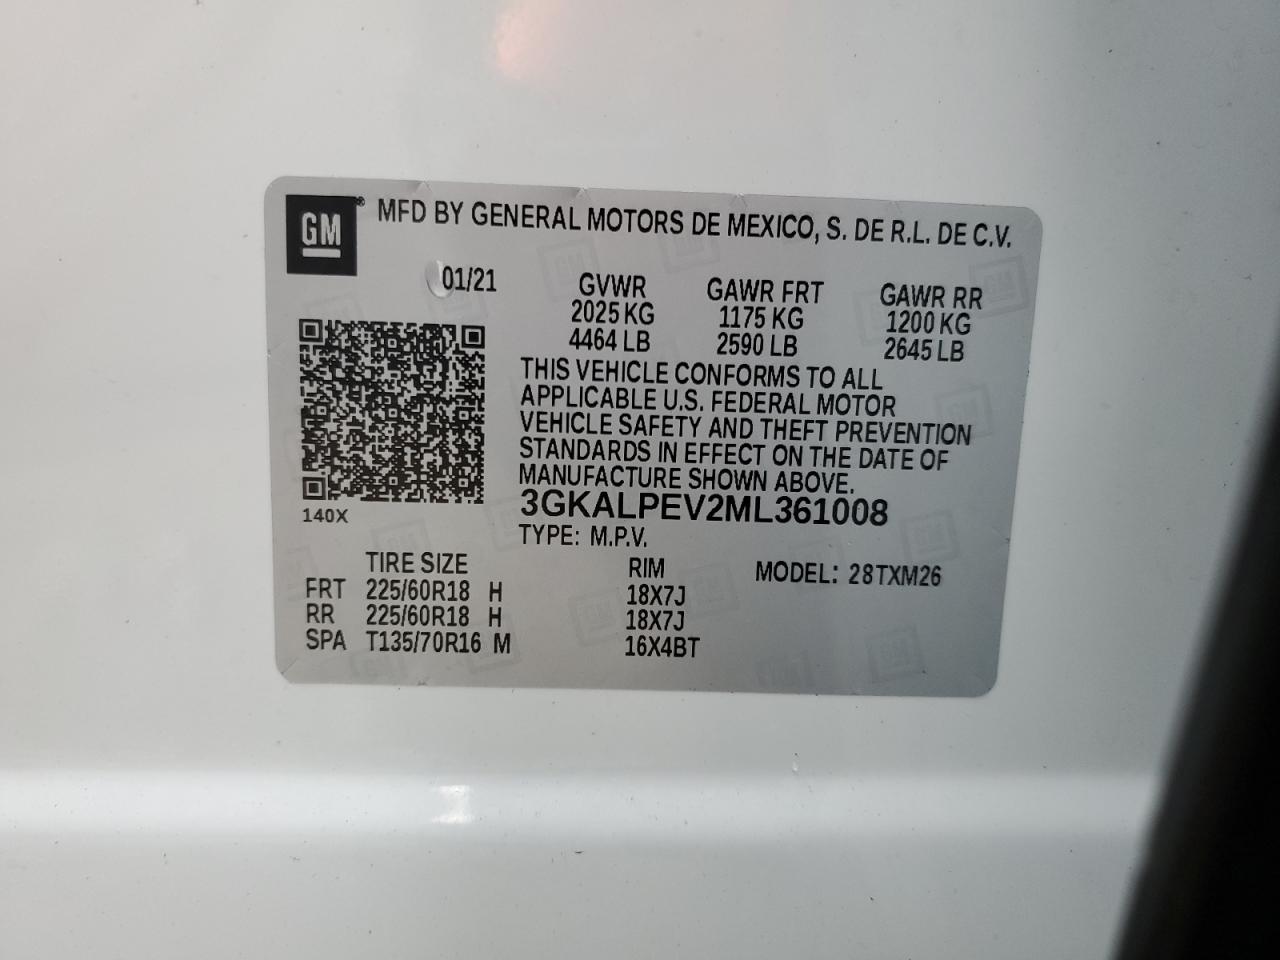 GM ® MFD BY GENERAL MOTORS DE MEXICO, S. DE R.L. DE C.V.
01/21
GVWR GAWR FRT GAWR RR
2025 KG 1175 KG 1200 KG
4464 LB 2590 LB 2645 LB
THIS VEHICLE CONFORMS TO ALL
APPLICABLE U.S. FEDERAL MOTOR
VEHICLE SAFETY AND THEFT PREVENTION
STANDARDS IN EFFECT ON THE DATE OF
MANUFACTURE SHOWN ABOVE.
3GKALPEV2ML361008
140X
TYPE: M.P.V.
TIRE SIZE RIM MODEL: 28TXM26
FRT 225/60R18 H 18X7J
RR 225/60R18 H 18X7J
SPA T135/70R16 M 16X4BT